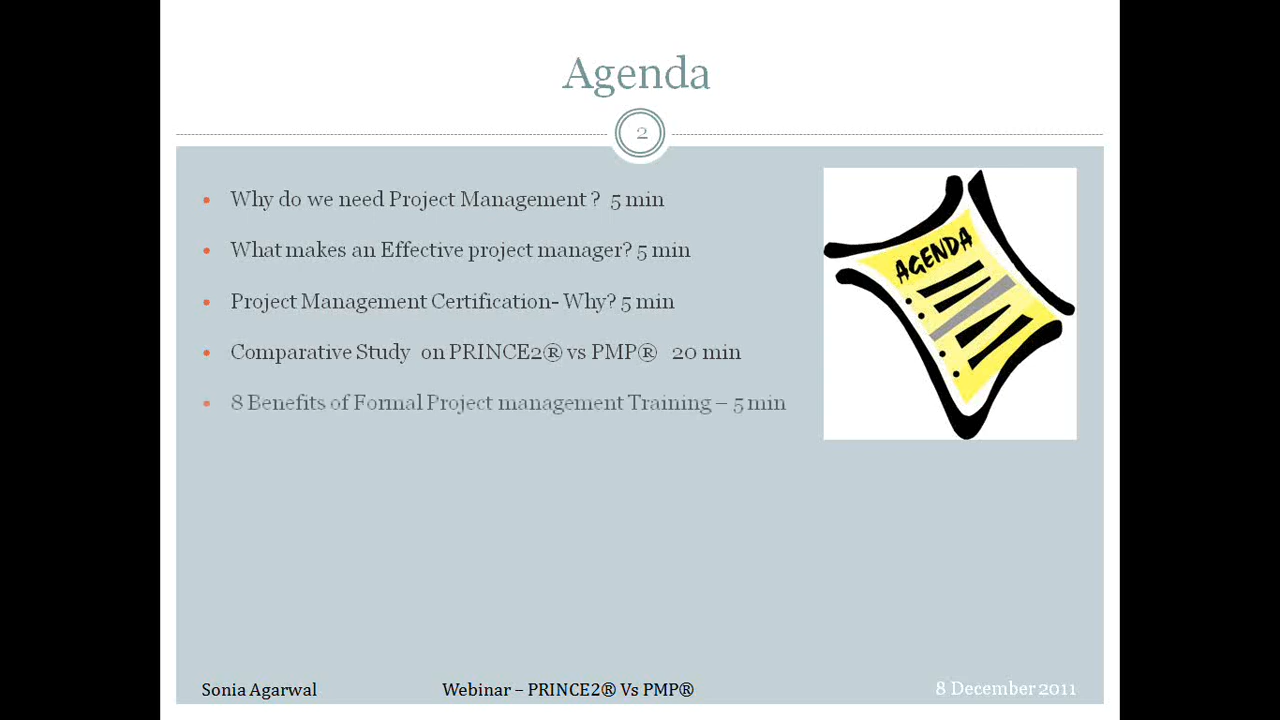 Agenda
2
Why do we need Project Management ? 5 min
What makes an Effective project manager? 5 min
Project Management Certification- Why? 5 min
Comparative Study on PRINCE2® vs PMP® 20 min
8 Benefits of Formal Project management Training – 5 min
AGENDA
Sonia Agarwal
Webinar – PRINCE2® Vs PMP®
8 December 2011